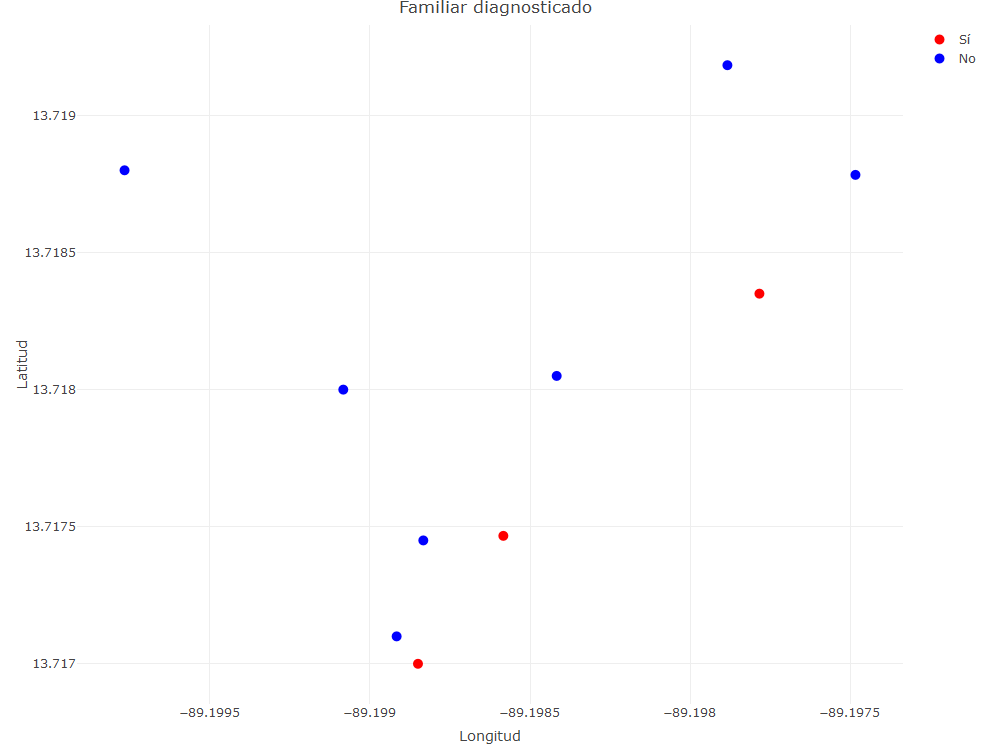 Familiar diagnosticado
Sí
No
13.719
13.7185
13.718
13.7175
13.717
Latitud
−89.1995
−89.199
−89.1985
−89.198
−89.1975
Longitud